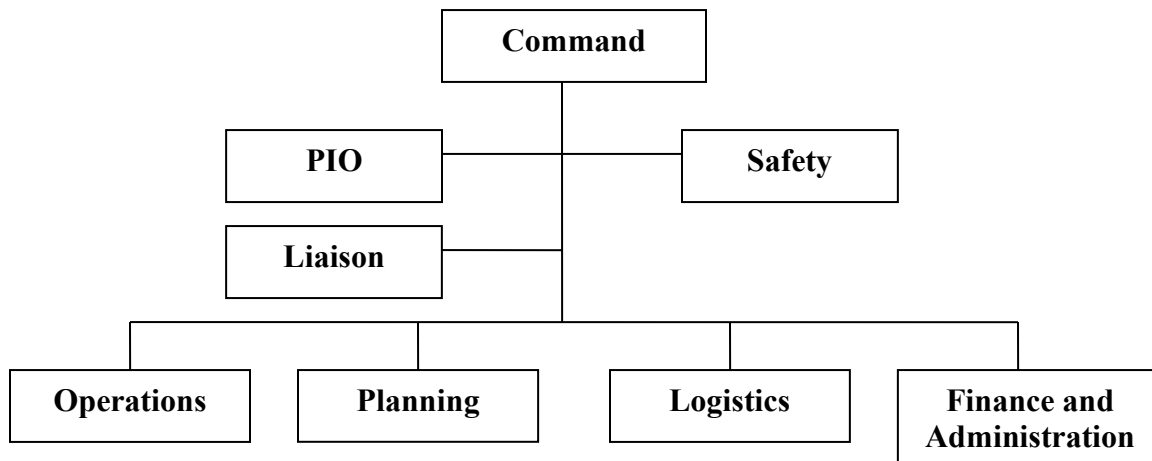 Command
PIO
Safety
Liaison
Operations
Planning
Logistics
Finance and
Administration